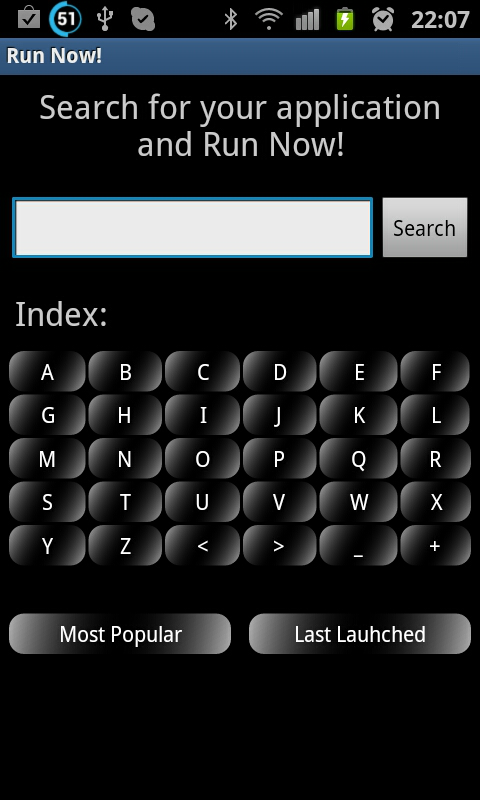 51 22:07
Run Now!
Search for your application
and Run Now!
Search
Index:
A B C D E F
G H I J K L
M N O P Q R
S T U V W X
Y Z < > _ +
Most Popular Last Lauhched